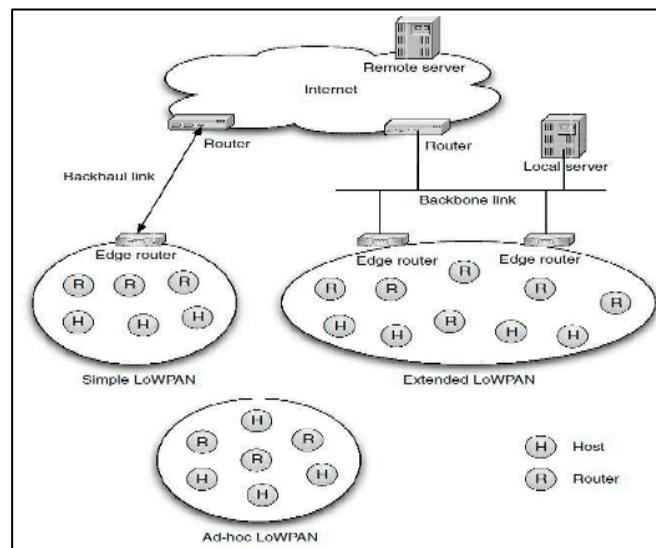 Remote server
Internet
Router
Router
Local server
Backhaul link
Backbone link
Edge router
Edge router
Edge router
R R R
H H H
R R R R R
H H R H H
Simple LoWPAN
Extended LoWPAN
H
R R
R
H H
H
H Host
R Router
Ad-hoc LoWPAN